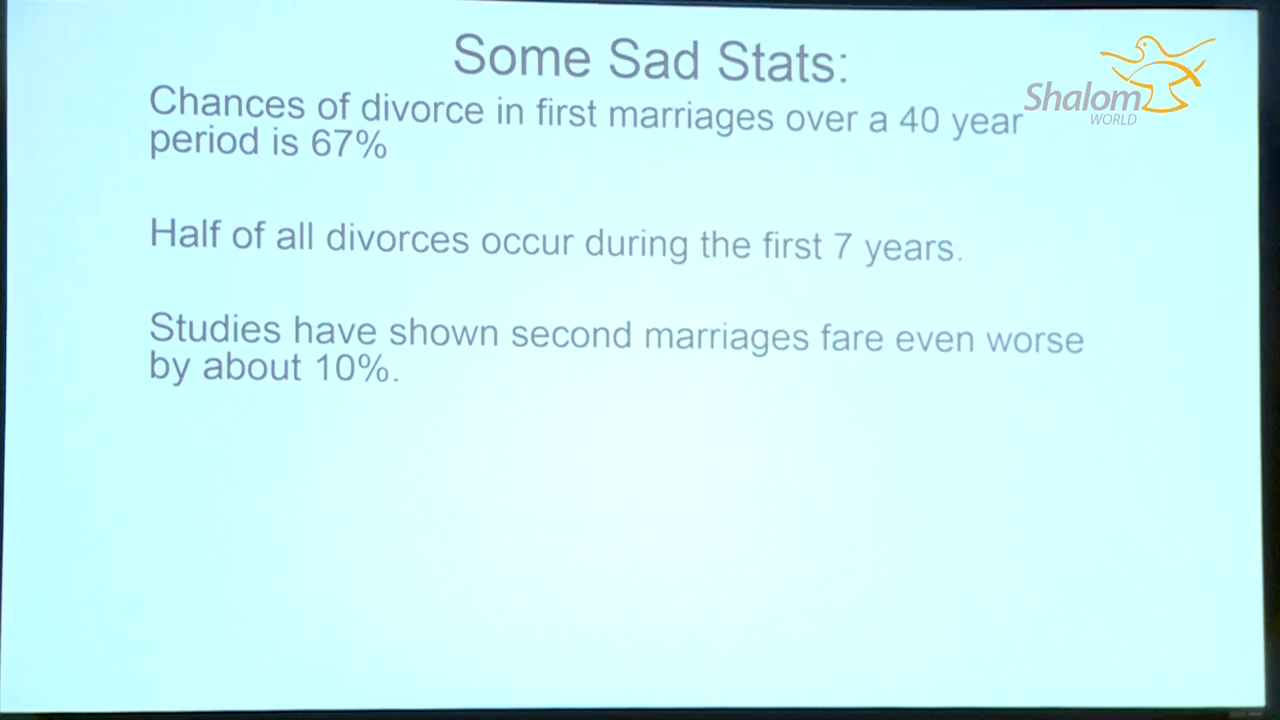 Some Sad Stats:
Chances of divorce in first marriages over a 40 year
period is 67%
Half of all divorces occur during the first 7 years.
Studies have shown second marriages fare even worse
by about 10%.
Shalom
WORLD